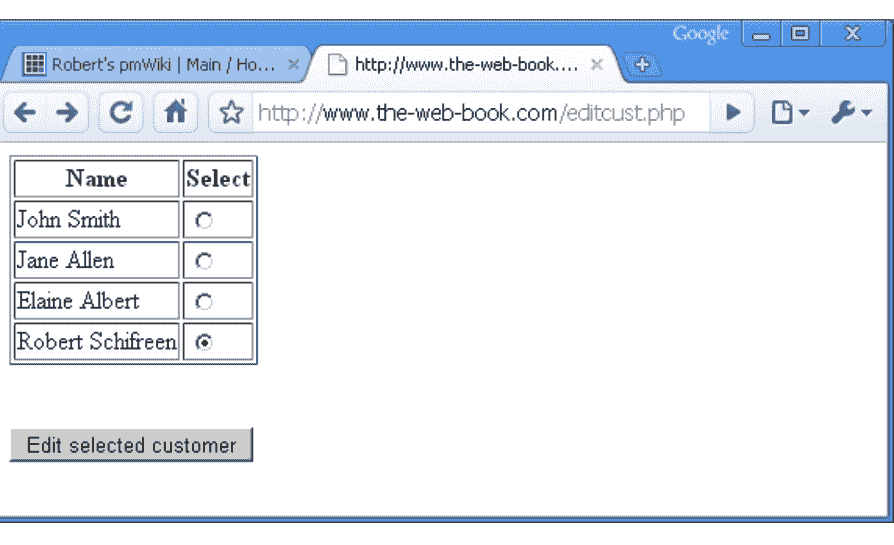 Google
Robert's pmWiki | Main / Ho...
http://www.the-web-book....
http://www.the-web-book.com/editcust.php
Name Select
John Smith
Jane Allen
Elaine Albert
Robert Schifreen
Edit selected customer